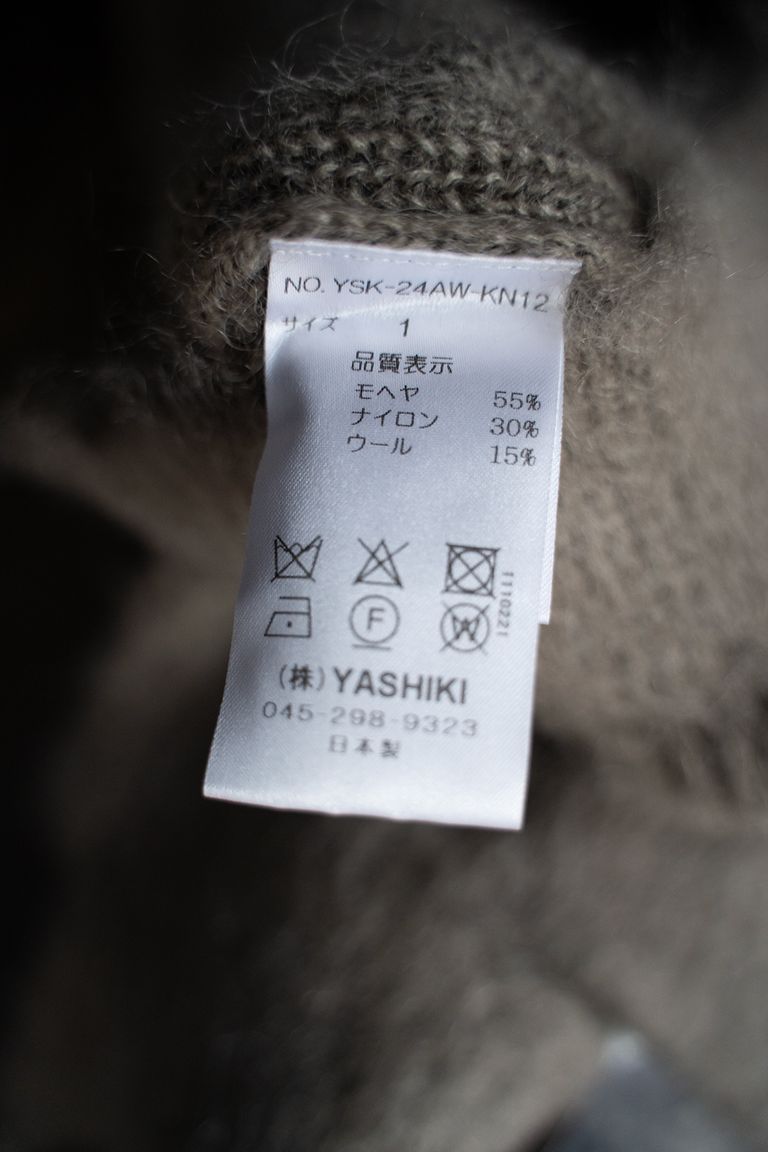 NO. YSK-24AW-KN12
サイズ 1
品質表示
モヘヤ 55%
ナイロン 30%
ウール 15%
F
W
1110221
(株)YASHIKI
045-298-9323
日本製